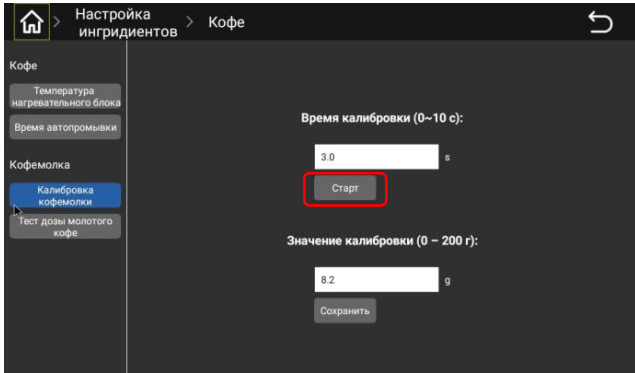 > Настройка ингридиентов > Кофе
Кофе
Температура
нагревательного блока
Время автопромывки
Кофемолка
Калибровка
кофемолки
Тест дозы молотого
кофе
Время калибровки (0~10 с):
3.0 s
Старт
Значение калибровки (0 – 200 г):
8.2 g
Сохранить